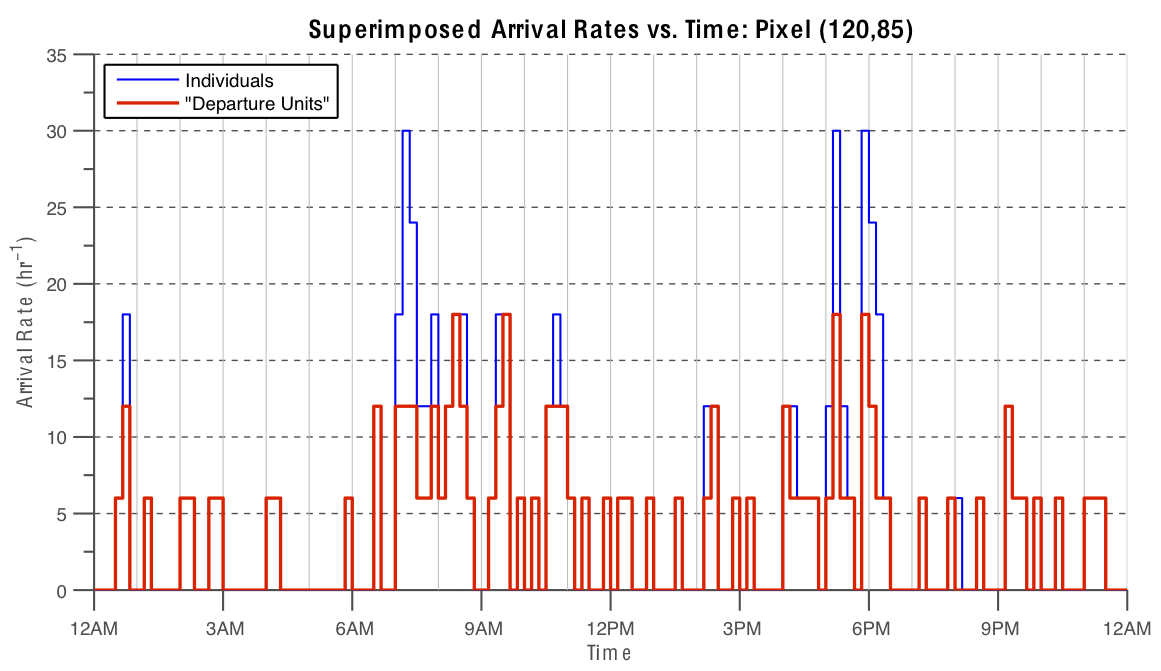 Superimposed Arrival Rates vs. Time: Pixel (120,85)
Individuals
"Departure Units"
Arrival Rate (hr⁻¹)
35
30
25
20
15
10
5
0
12AM 3AM 6AM 9AM 12PM 3PM 6PM 9PM 12AM
Time